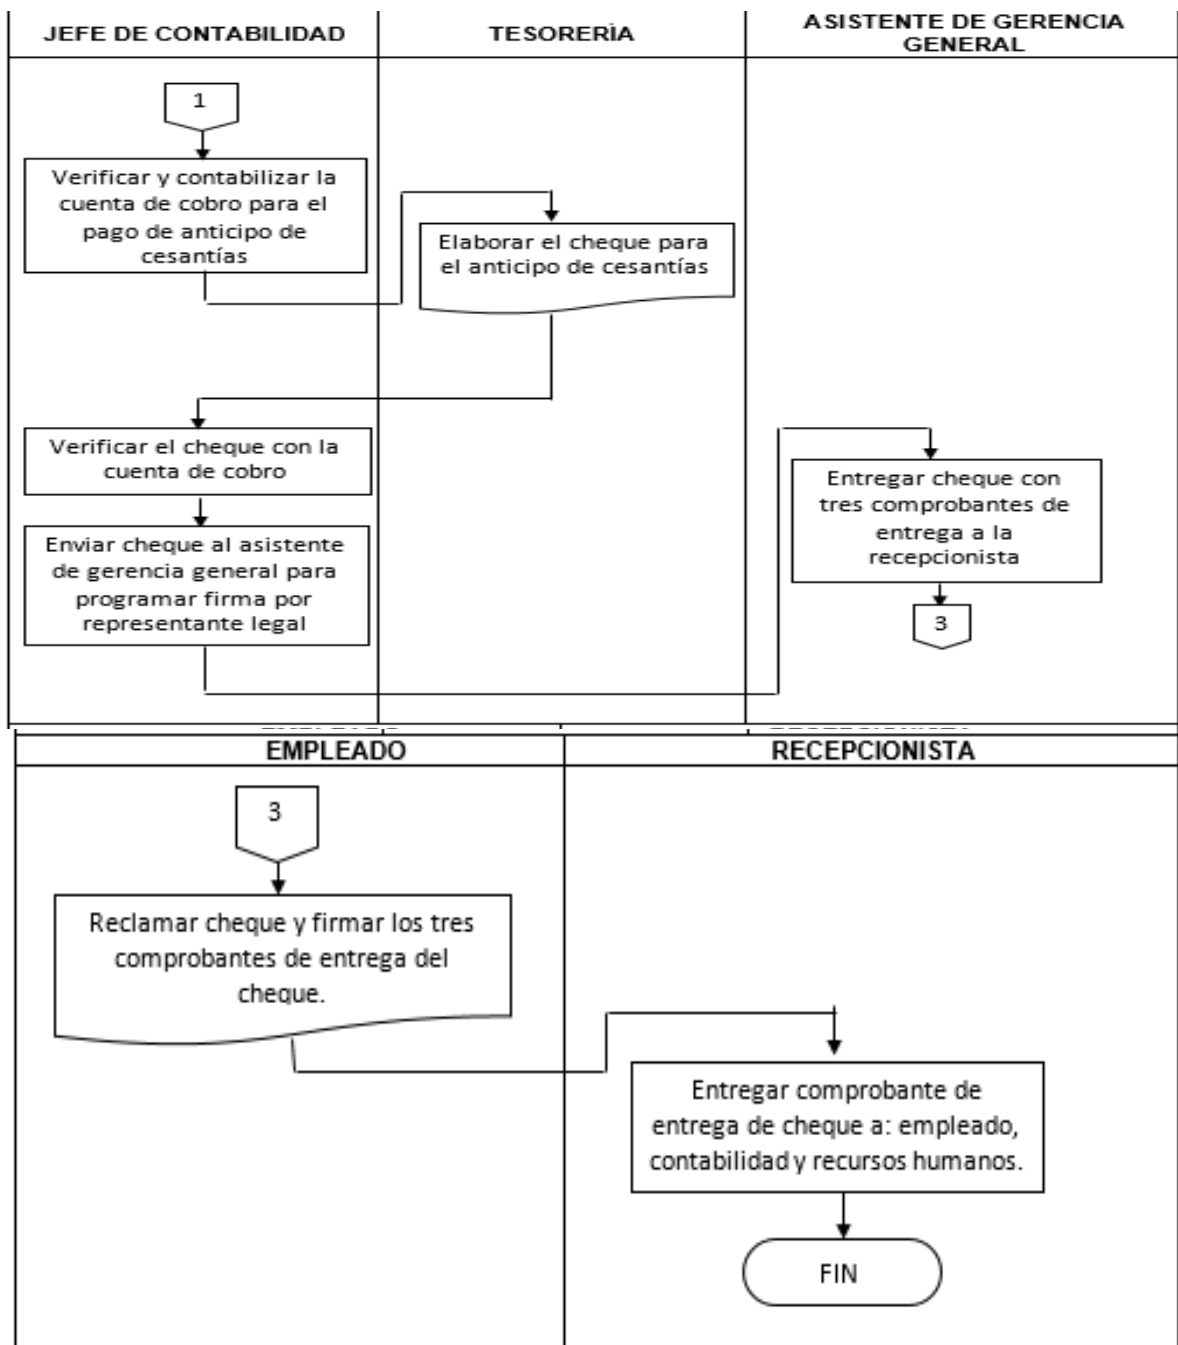 JEFE DE CONTABILIDAD
TESORERÌA
ASISTENTE DE GERENCIA
GENERAL
1
Verificar y contabilizar la
cuenta de cobro para el
pago de anticipo de
cesantías
Elaborar el cheque para
el anticipo de cesantías
Verificar el cheque con la
cuenta de cobro
Enviar cheque al asistente
de gerencia general para
programar firma por
representante legal
Entregar cheque con
tres comprobantes de
entrega a la
recepcionista
3
EMPLEADO
RECEPCIONISTA
3
Reclamar cheque y firmar los tres
comprobantes de entrega del
cheque.
Entregar comprobante de
entrega de cheque a: empleado,
contabilidad y recursos humanos.
FIN